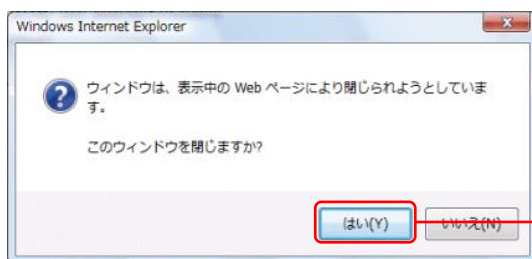 Windows Internet Explorer
ウィンドウは、表示中の Web ページにより閉じられようとしていま
す。
このウィンドウを閉じますか?
はい(Y)
いいえ(N)